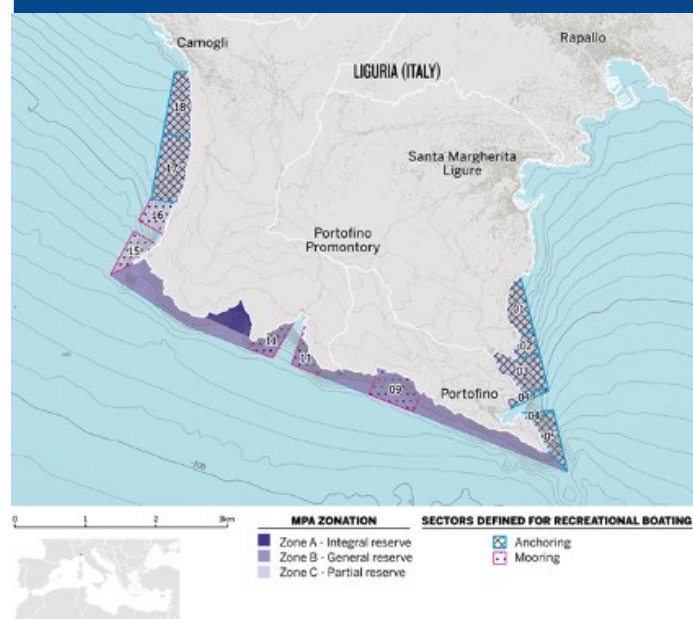 Camogli
Rapallo
LIGURIA (ITALY)
18
Santa Margherita
Ligure
17
16
Portofino
Promontory
15
01
02
11
11
03
09
Portofino
04
04
05
0 1 2 3km
MPA ZONATION
Zone A - Integral reserve
Zone B - General reserve
Zone C - Partial reserve
SECTORS DEFINED FOR RECREATIONAL BOATING
Anchoring
Mooring